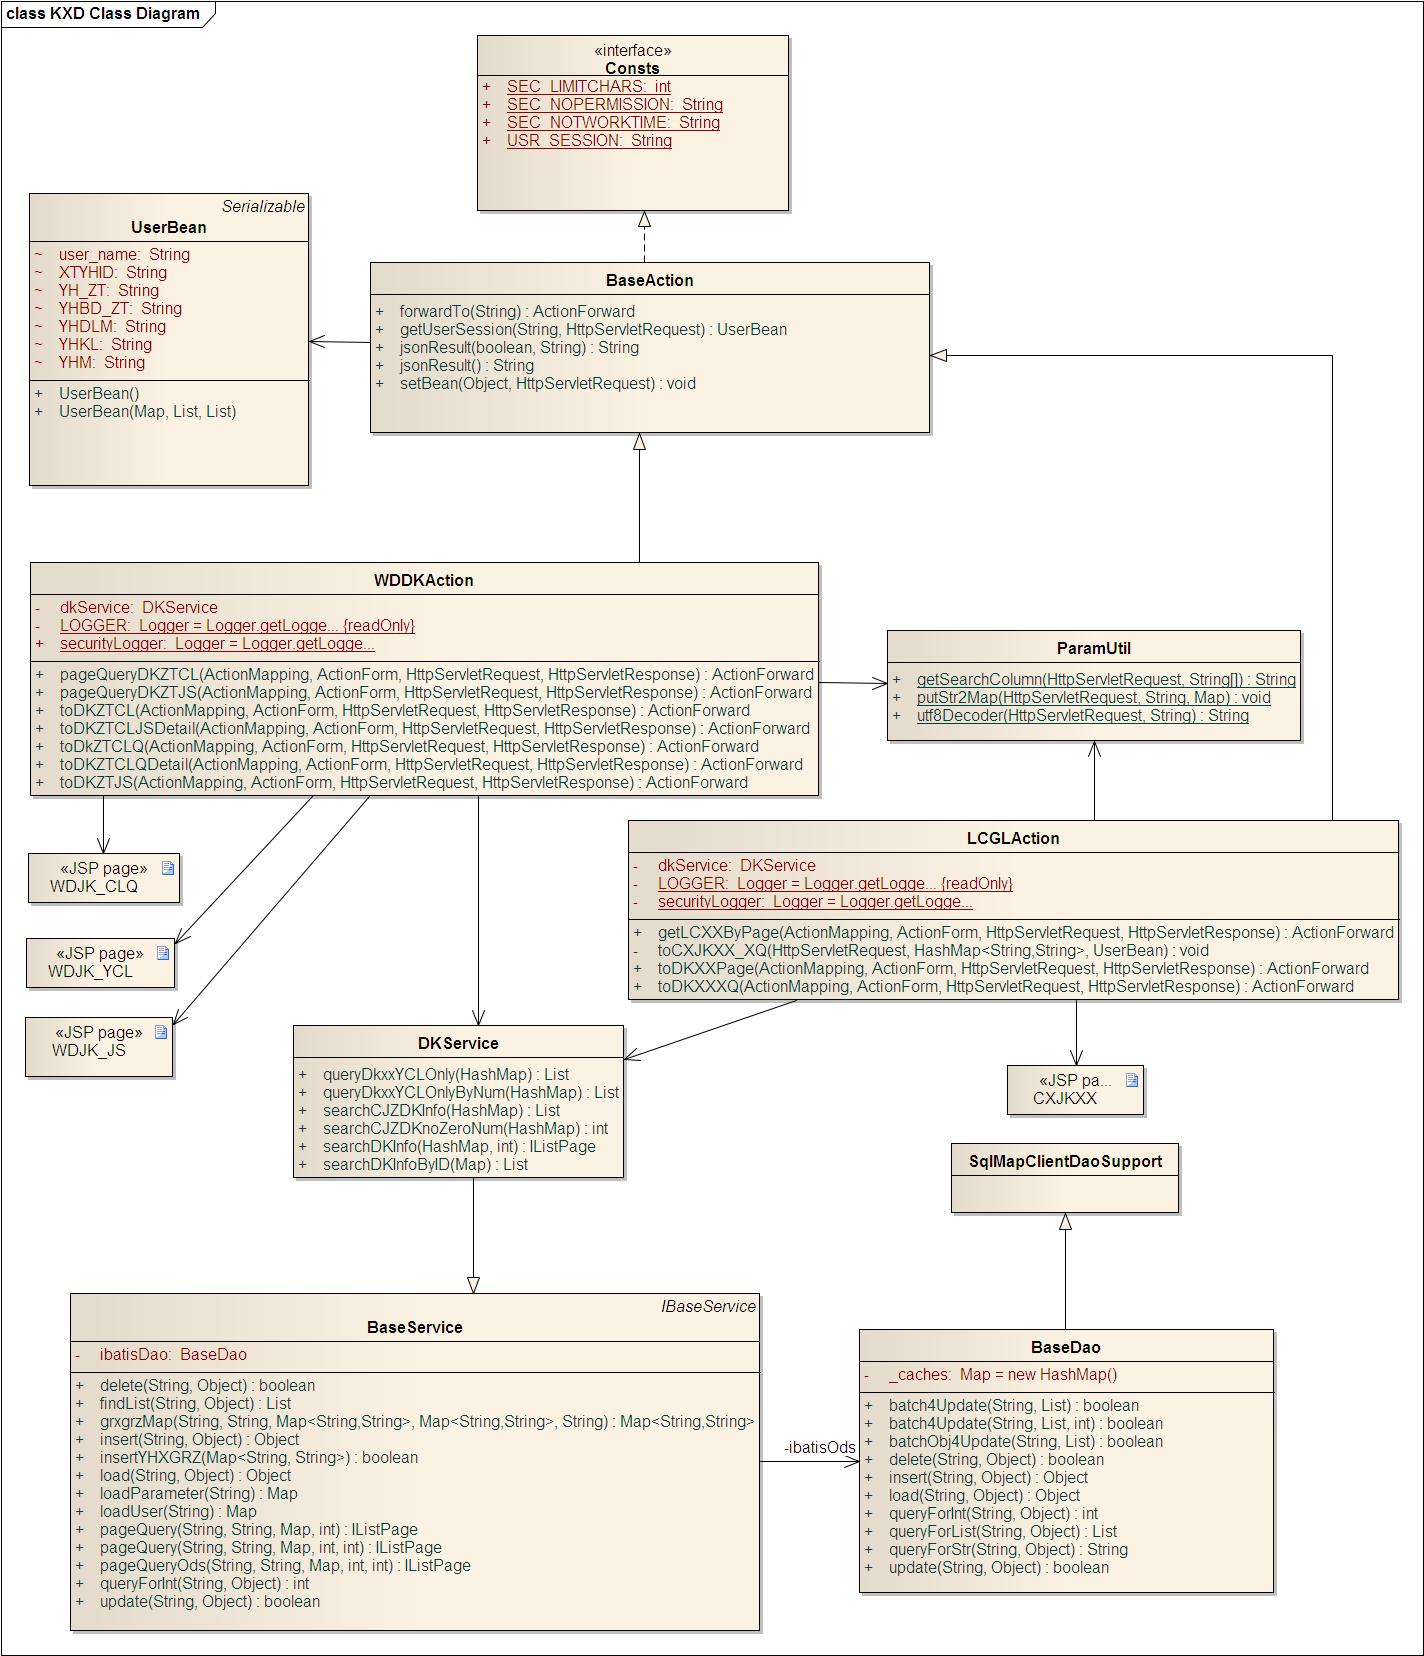 class KXD Class Diagram
«interface»
Consts
+ SEC_LIMITCHARS: int
+ SEC_NOPERMISSION: String
+ SEC_NOTWORKTIME: String
+ USR_SESSION: String
Serializable
UserBean
~ user_name: String
~ XTYHID: String
~ YH_ZT: String
~ YHBD_ZT: String
~ YHDLM: String
~ YHKL: String
~ YHM: String
+ UserBean()
+ UserBean(Map, List, List)
BaseAction
+ forwardTo(String) : ActionForward
+ getUserSession(String, HttpServletRequest) : UserBean
+ jsonResult(boolean, String) : String
+ jsonResult() : String
+ setBean(Object, HttpServletRequest) : void
WDDKAction
- dkService: DKService
- LOGGER: Logger = Logger.getLogge... {readOnly}
+ securityLogger: Logger = Logger.getLogge...
+ pageQueryDKZTCL(ActionMapping, ActionForm, HttpServletRequest, HttpServletResponse) : ActionForward
+ pageQueryDKZTJS(ActionMapping, ActionForm, HttpServletRequest, HttpServletResponse) : ActionForward
+ toDKZTCL(ActionMapping, ActionForm, HttpServletRequest, HttpServletResponse) : ActionForward
+ toDKZTCLJSDetail(ActionMapping, ActionForm, HttpServletRequest, HttpServletResponse) : ActionForward
+ toDkZTCLQ(ActionMapping, ActionForm, HttpServletRequest, HttpServletResponse) : ActionForward
+ toDKZTCLQDetail(ActionMapping, ActionForm, HttpServletRequest, HttpServletResponse) : ActionForward
+ toDKZTJS(ActionMapping, ActionForm, HttpServletRequest, HttpServletResponse) : ActionForward
ParamUtil
+ getSearchColumn(HttpServletRequest, String[]) : String
+ putStr2Map(HttpServletRequest, String, Map) : void
+ utf8Decoder(HttpServletRequest, String) : String
LCGLAction
- dkService: DKService
- LOGGER: Logger = Logger.getLogge... {readOnly}
- securityLogger: Logger = Logger.getLogge...
+ getLCXXByPage(ActionMapping, ActionForm, HttpServletRequest, HttpServletResponse) : ActionForward
- toCXJKXX_XQ(HttpServletRequest, HashMap<String,String>, UserBean) : void
+ toDKXXPage(ActionMapping, ActionForm, HttpServletRequest, HttpServletResponse) : ActionForward
+ toDKXXXQ(ActionMapping, ActionForm, HttpServletRequest, HttpServletResponse) : ActionForward
«JSP page»
WDJK_CLQ
«JSP page»
WDJK_YCL
«JSP page»
WDJK_JS
DKService
+ queryDkxxYCLOnly(HashMap) : List
+ queryDkxxYCLOnlyByNum(HashMap) : List
+ searchCJZDKInfo(HashMap) : List
+ searchCJZDKnoZeroNum(HashMap) : int
+ searchDKInfo(HashMap, int) : IListPage
+ searchDKInfoByID(Map) : List
«JSP pa...
CXJKXX
SqlMapClientDaoSupport
IBaseService
BaseService
- ibatisDao: BaseDao
+ delete(String, Object) : boolean
+ findList(String, Object) : List
+ grxgrzMap(String, String, Map<String,String>, Map<String,String>, String) : Map<String,String>
+ insert(String, Object) : Object
+ insertYHXGRZ(Map<String, String>) : boolean
+ load(String, Object) : Object
+ loadParameter(String) : Map
+ loadUser(String) : Map
+ pageQuery(String, String, Map, int) : IListPage
+ pageQuery(String, String, Map, int, int) : IListPage
+ pageQueryOds(String, String, Map, int, int) : IListPage
+ queryForInt(String, Object) : int
+ update(String, Object) : boolean
-ibatisOds
BaseDao
- _caches: Map = new HashMap()
+ batch4Update(String, List) : boolean
+ batch4Update(String, List, int) : boolean
+ batchObj4Update(String, List) : boolean
+ delete(String, Object) : boolean
+ insert(String, Object) : Object
+ load(String, Object) : Object
+ queryForInt(String, Object) : int
+ queryForList(String, Object) : List
+ queryForStr(String, Object) : String
+ update(String, Object) : boolean